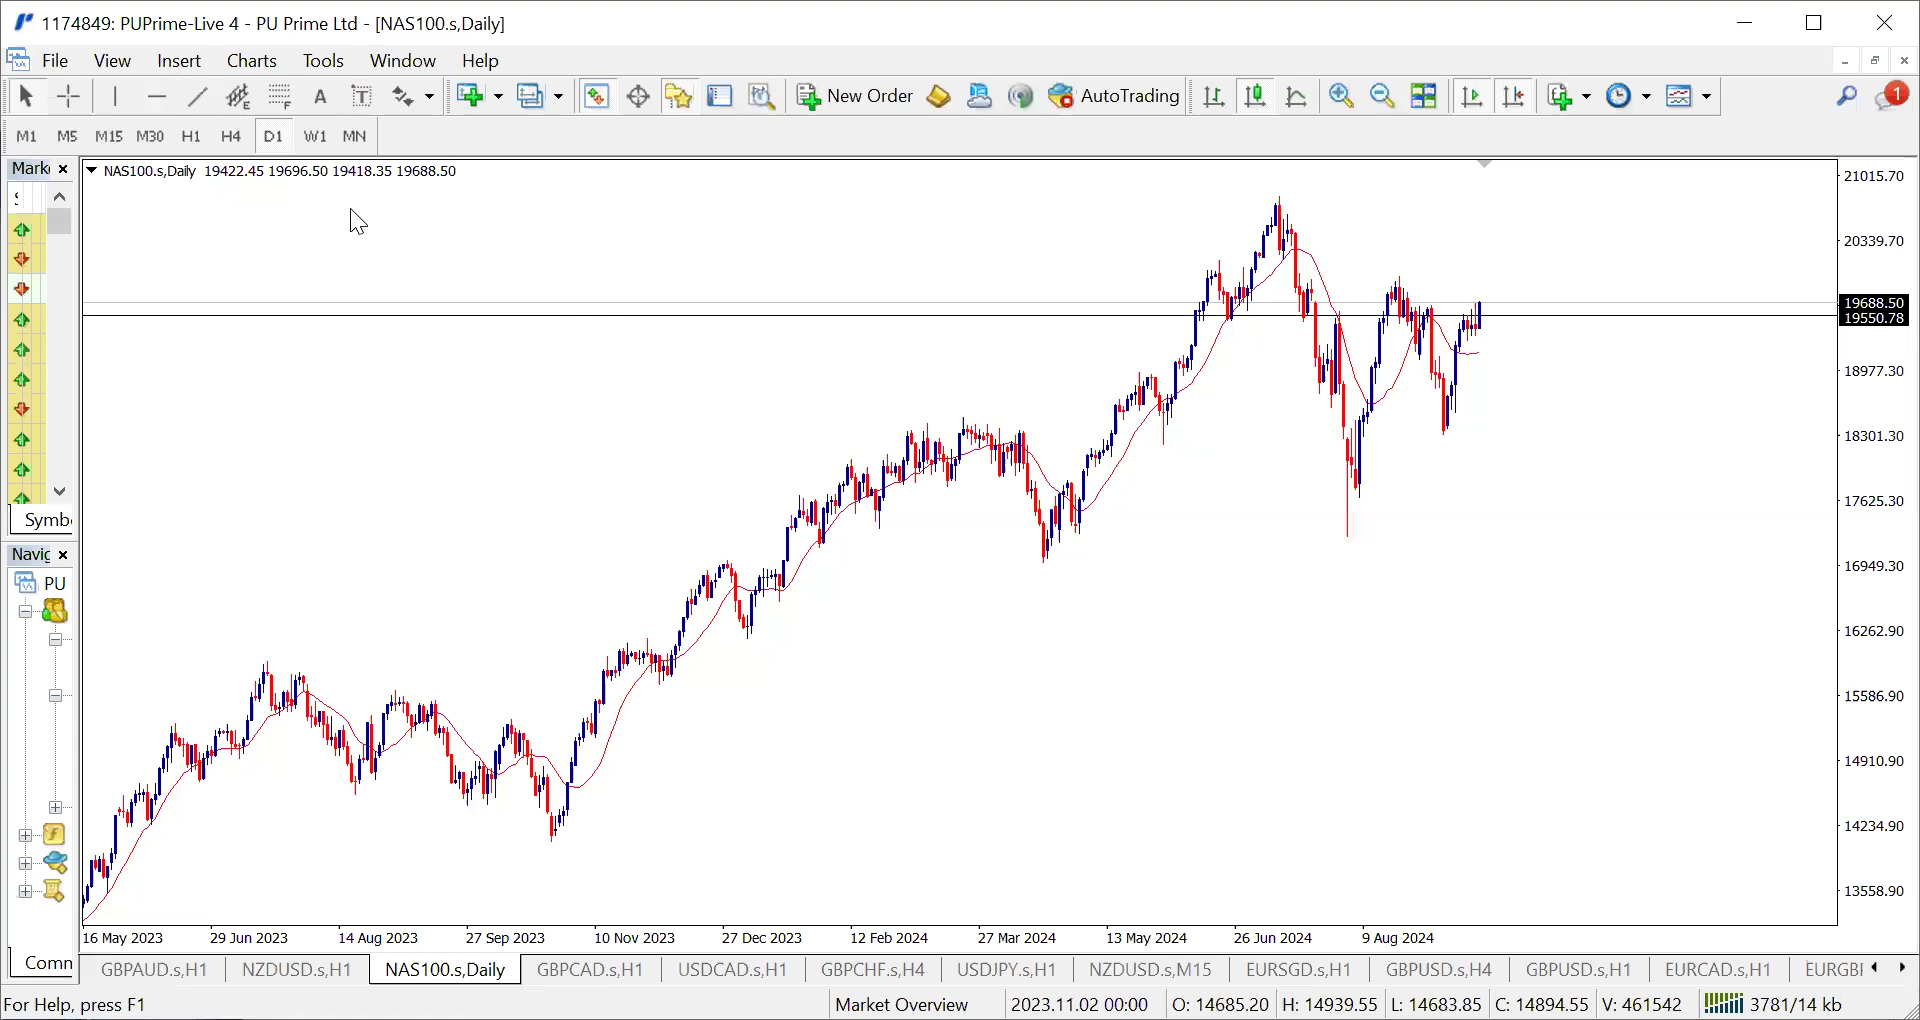 1174849: PUPrime-Live 4 - PU Prime Ltd - [NAS100.s,Daily]
File View Insert Charts Tools Window Help
New Order AutoTrading 1
M1 M5 M15 M30 H1 H4 D1 W1 MN
NAS100.s,Daily 19422.45 19696.50 19418.35 19688.50
21015.70
20339.70
19688.50
19550.78
18977.30
18301.30
17625.30
16949.30
16262.90
15586.90
14910.90
14234.90
13558.90
Symb
PU
Comn
16 May 2023 29 Jun 2023 14 Aug 2023 27 Sep 2023 10 Nov 2023 27 Dec 2023 12 Feb 2024 27 Mar 2024 13 May 2024 26 Jun 2024 9 Aug 2024
GBPAUD.s,H1 NZDUSD.s,H1 NAS100.s,Daily GBPCAD.s,H1 USDCAD.s,H1 GBPCHF.s,H4 USDJPY.s,H1 NZDUSD.s,M15 EURSGD.s,H1 GBPUSD.s,H4 GBPUSD.s,H1 EURCAD.s,H1 EURGB
For Help, press F1 Market Overview 2023.11.02 00:00 O: 14685.20 H: 14939.55 L: 14683.85 C: 14894.55 V: 461542 3781/14 kb